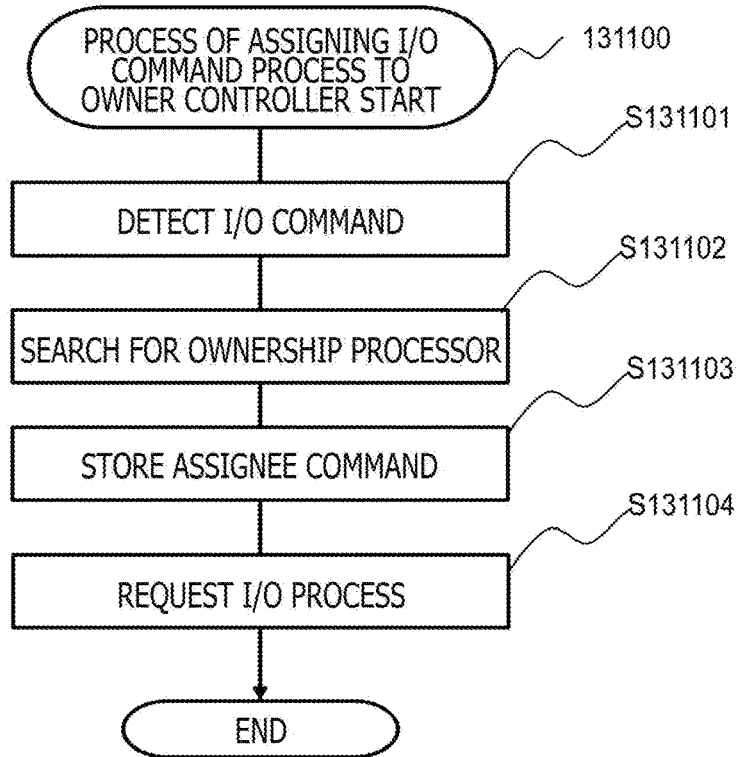 PROCESS OF ASSIGNING I/O
COMMAND PROCESS TO
OWNER CONTROLLER START
131100
S131101
DETECT I/O COMMAND
S131102
SEARCH FOR OWNERSHIP PROCESSOR
S131103
STORE ASSIGNEE COMMAND
S131104
REQUEST I/O PROCESS
END